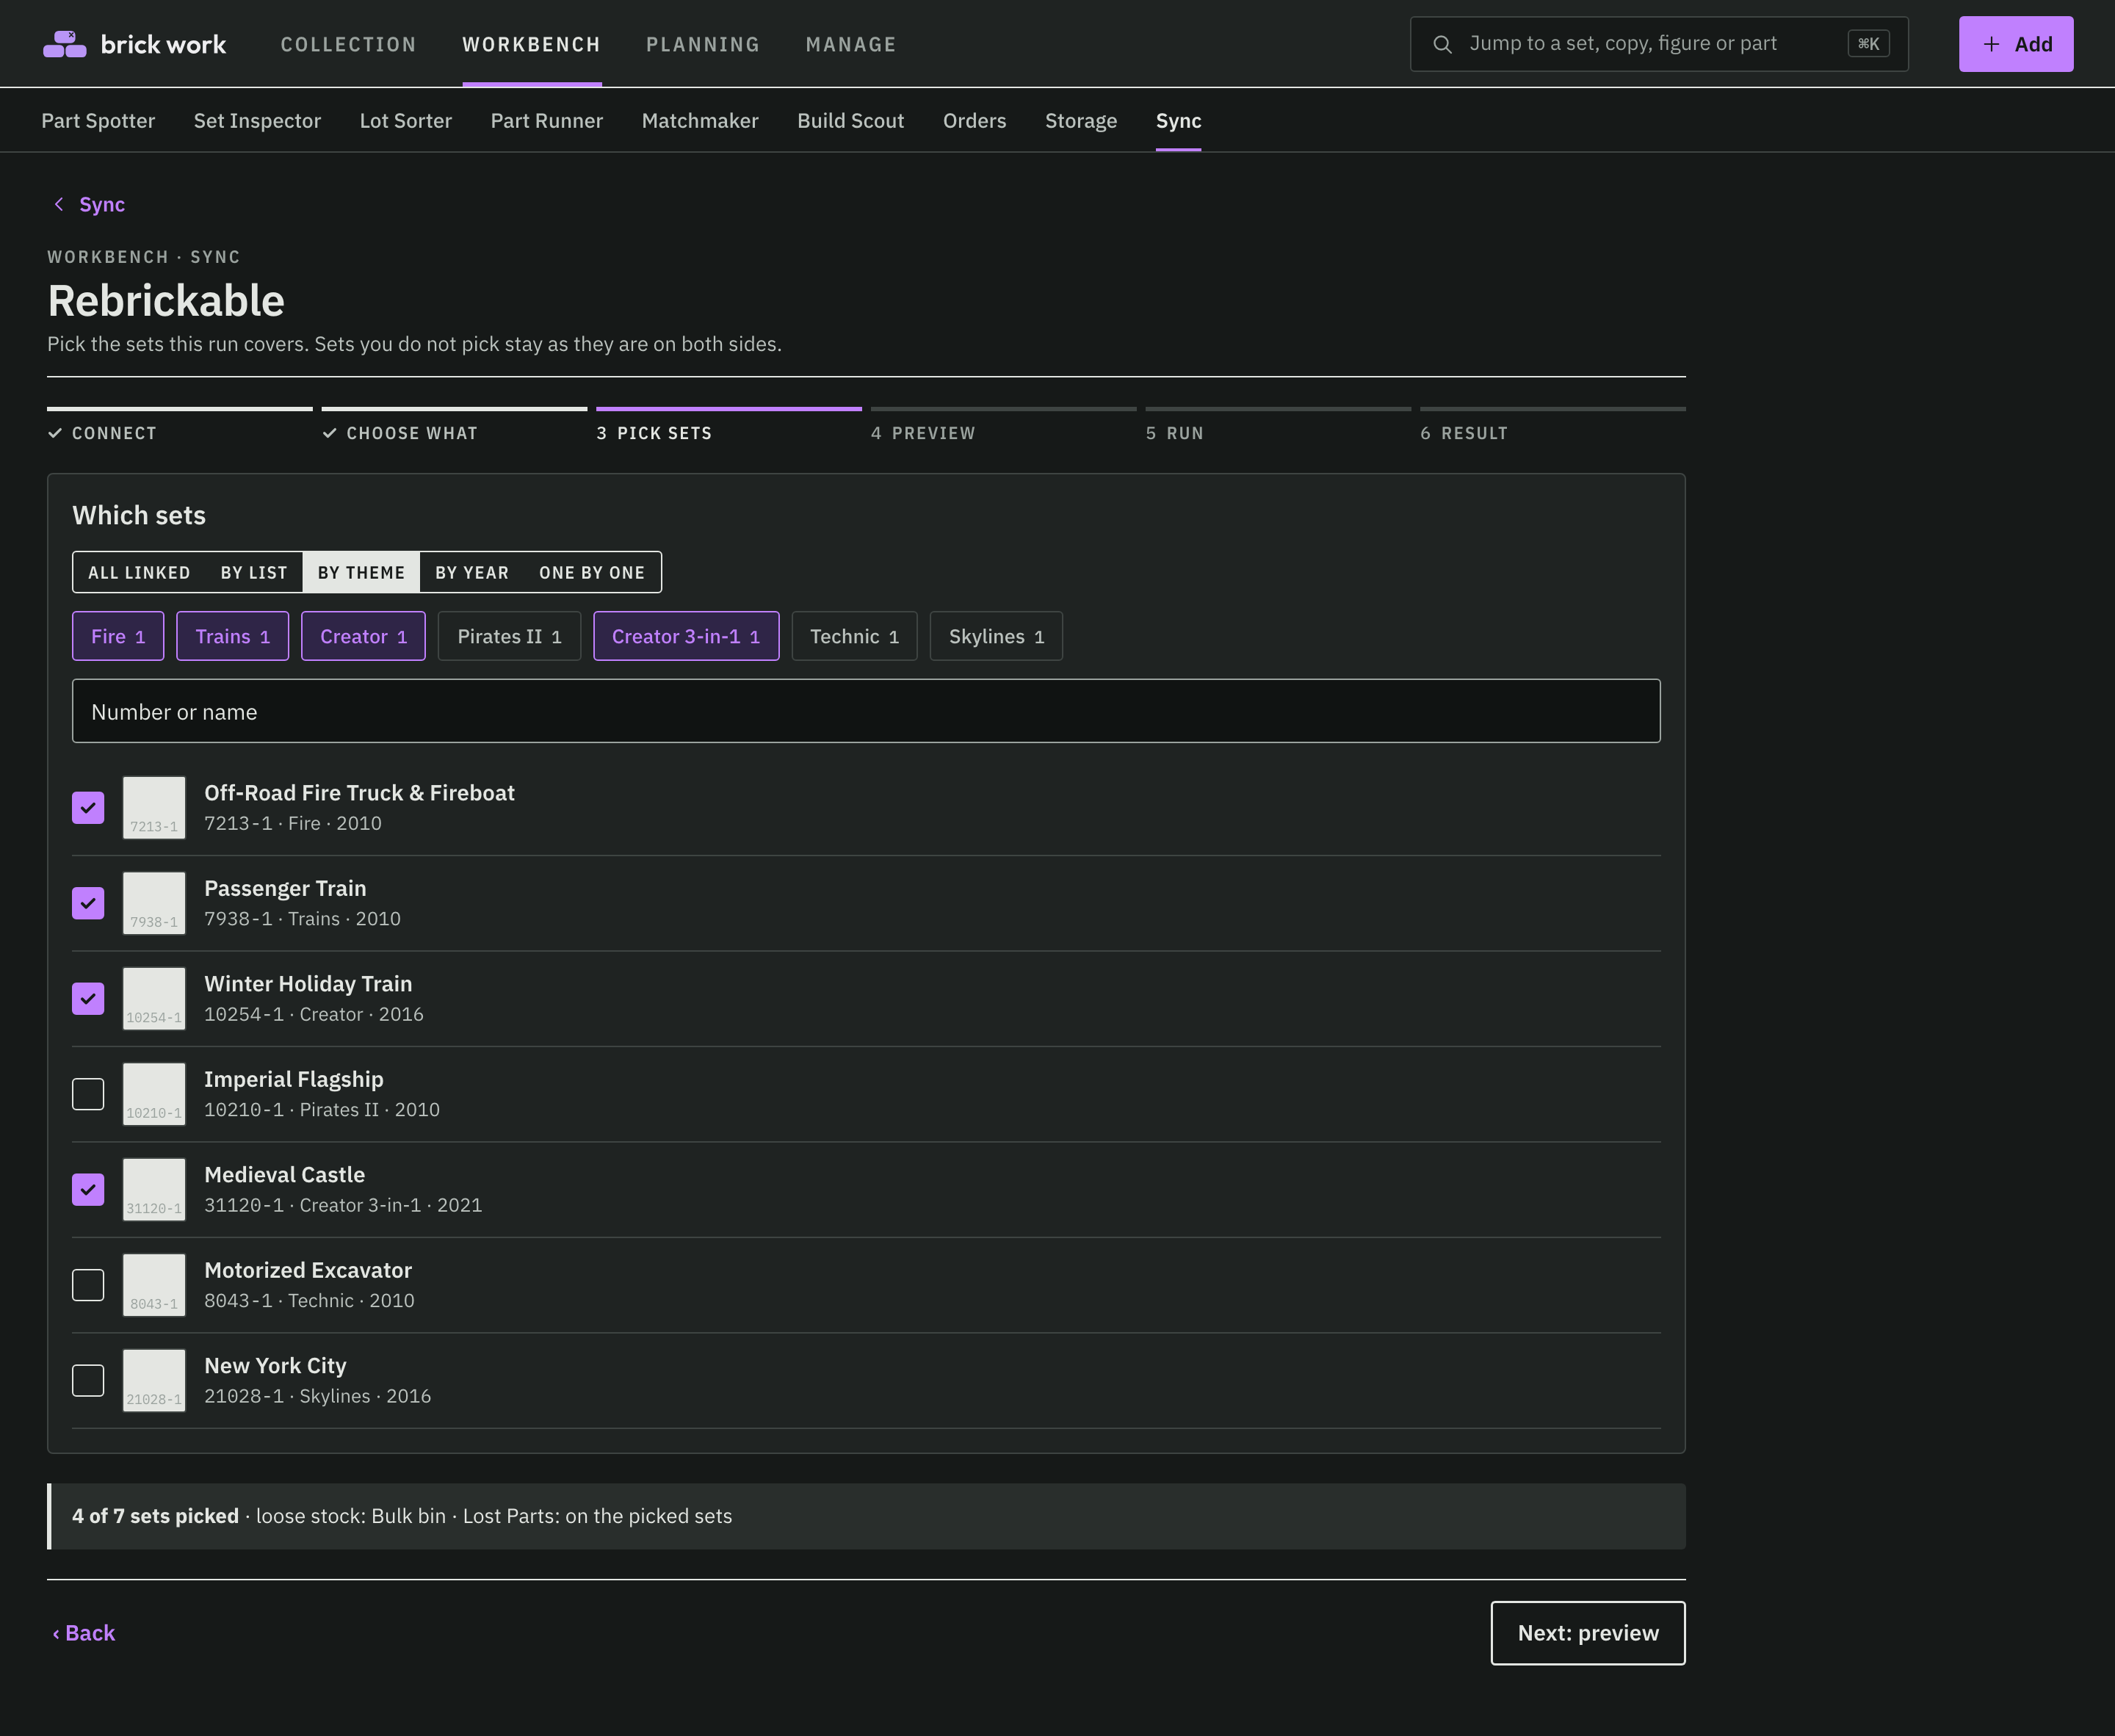 brick work
COLLECTION WORKBENCH PLANNING MANAGE
Jump to a set, copy, figure or part ⌘K
+ Add
Part Spotter Set Inspector Lot Sorter Part Runner Matchmaker Build Scout Orders Storage Sync
‹ Sync
WORKBENCH · SYNC
Rebrickable
Pick the sets this run covers. Sets you do not pick stay as they are on both sides.
✓ CONNECT ✓ CHOOSE WHAT 3 PICK SETS 4 PREVIEW 5 RUN 6 RESULT
Which sets
ALL LINKED BY LIST BY THEME BY YEAR ONE BY ONE
Fire 1 Trains 1 Creator 1 Pirates II 1 Creator 3-in-1 1 Technic 1 Skylines 1
Number or name
7213-1
Off-Road Fire Truck & Fireboat
7213-1 · Fire · 2010
7938-1
Passenger Train
7938-1 · Trains · 2010
10254-1
Winter Holiday Train
10254-1 · Creator · 2016
10210-1
Imperial Flagship
10210-1 · Pirates II · 2010
31120-1
Medieval Castle
31120-1 · Creator 3-in-1 · 2021
8043-1
Motorized Excavator
8043-1 · Technic · 2010
21028-1
New York City
21028-1 · Skylines · 2016
4 of 7 sets picked · loose stock: Bulk bin · Lost Parts: on the picked sets
‹ Back
Next: preview